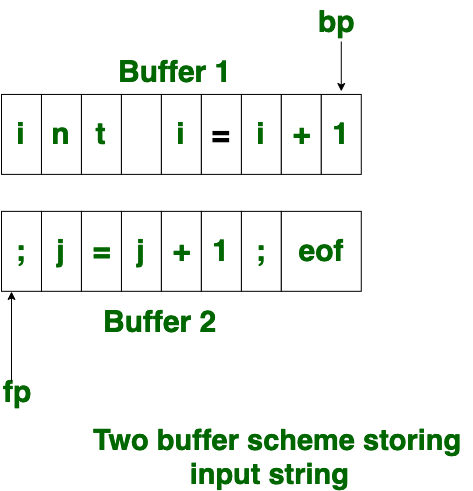 bp
Buffer 1
i n t i = i + 1
; j = j + 1 ; eof
Buffer 2
fp
Two buffer scheme storing
input string